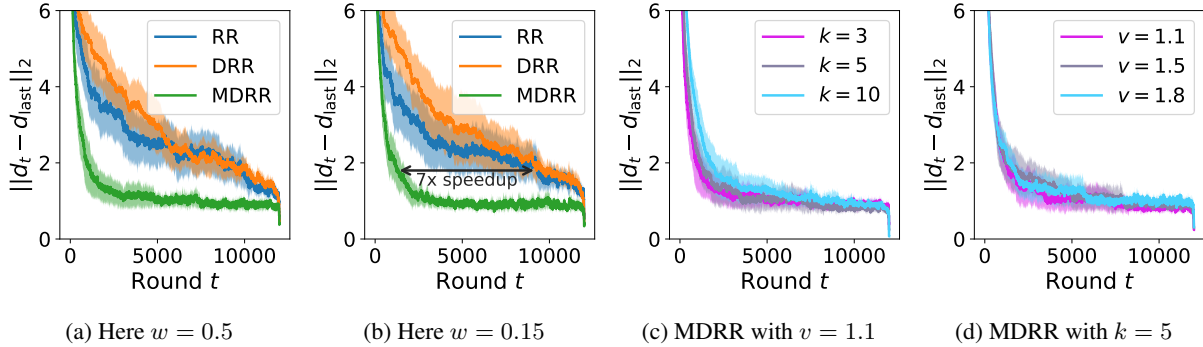 ||d_t − d_last||_2
6
4
2
0
RR
DRR
MDRR
0 5000 10000
Round t
(a) Here w = 0.5
||d_t − d_last||_2
6
4
2
0
RR
DRR
MDRR
7x speedup
0 5000 10000
Round t
(b) Here w = 0.15
||d_t − d_last||_2
6
4
2
0
k = 3
k = 5
k = 10
0 5000 10000
Round t
(c) MDRR with v = 1.1
||d_t − d_last||_2
6
4
2
0
v = 1.1
v = 1.5
v = 1.8
0 5000 10000
Round t
(d) MDRR with k = 5